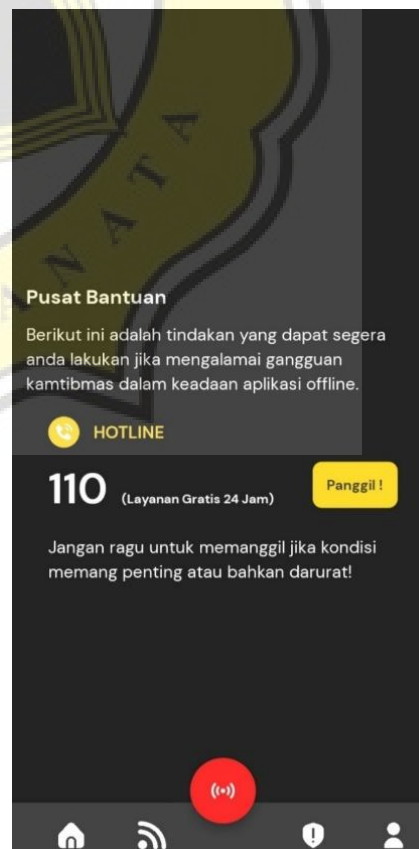 NATA
Pusat Bantuan
Berikut ini adalah tindakan yang dapat segera
anda lakukan jika mengalamai gangguan
kamtibmas dalam keadaan aplikasi offline.
HOTLINE
110 (Layanan Gratis 24 Jam)
Panggil !
Jangan ragu untuk memanggil jika kondisi
memang penting atau bahkan darurat!